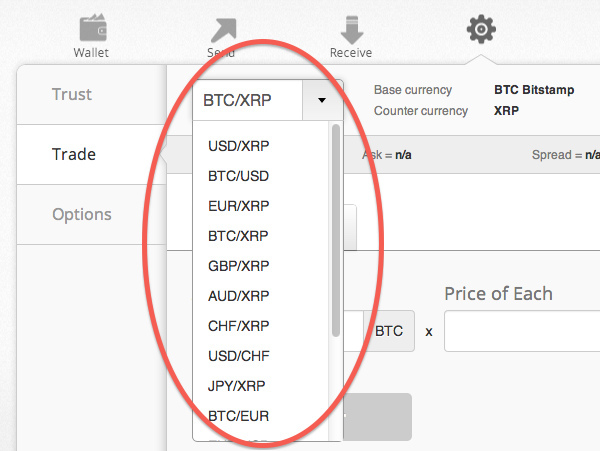 Wallet
Send
Receive
Trust
Trade
Options
BTC/XRP
Base currency BTC Bitstamp
Counter currency XRP
Ask = n/a
Spread = n/a
USD/XRP
BTC/USD
EUR/XRP
BTC/XRP
GBP/XRP
AUD/XRP
CHF/XRP
USD/CHF
JPY/XRP
BTC/EUR
Price of Each
BTC x